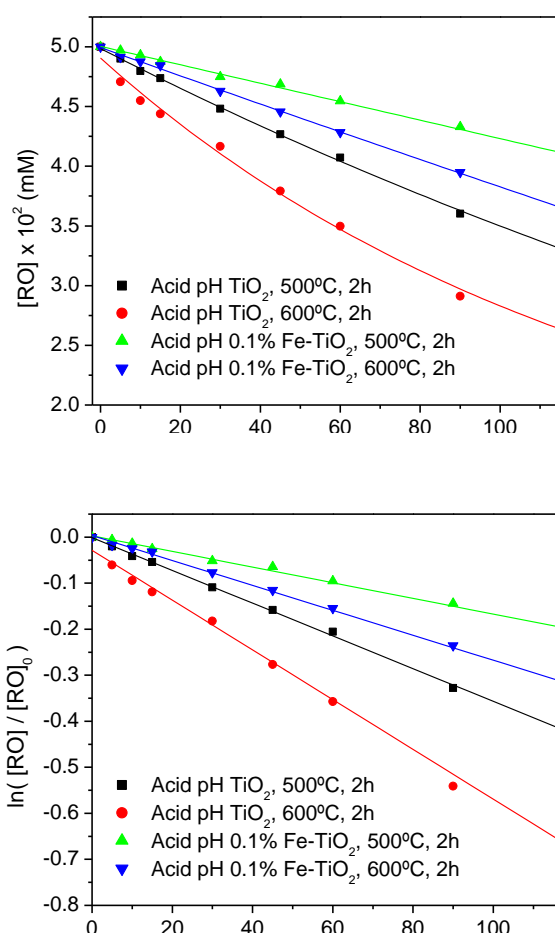 5.0
4.5
4.0
3.5
3.0
2.5
2.0
[RO] x 10² (mM)
Acid pH TiO₂, 500ºC, 2h
Acid pH TiO₂, 600ºC, 2h
Acid pH 0.1% Fe-TiO₂, 500ºC, 2h
Acid pH 0.1% Fe-TiO₂, 600ºC, 2h
0 20 40 60 80 100
0.0
-0.1
-0.2
-0.3
-0.4
-0.5
-0.6
-0.7
-0.8
ln( [RO] / [RO]₀ )
Acid pH TiO₂, 500ºC, 2h
Acid pH TiO₂, 600ºC, 2h
Acid pH 0.1% Fe-TiO₂, 500ºC, 2h
Acid pH 0.1% Fe-TiO₂, 600ºC, 2h
0 20 40 60 80 100